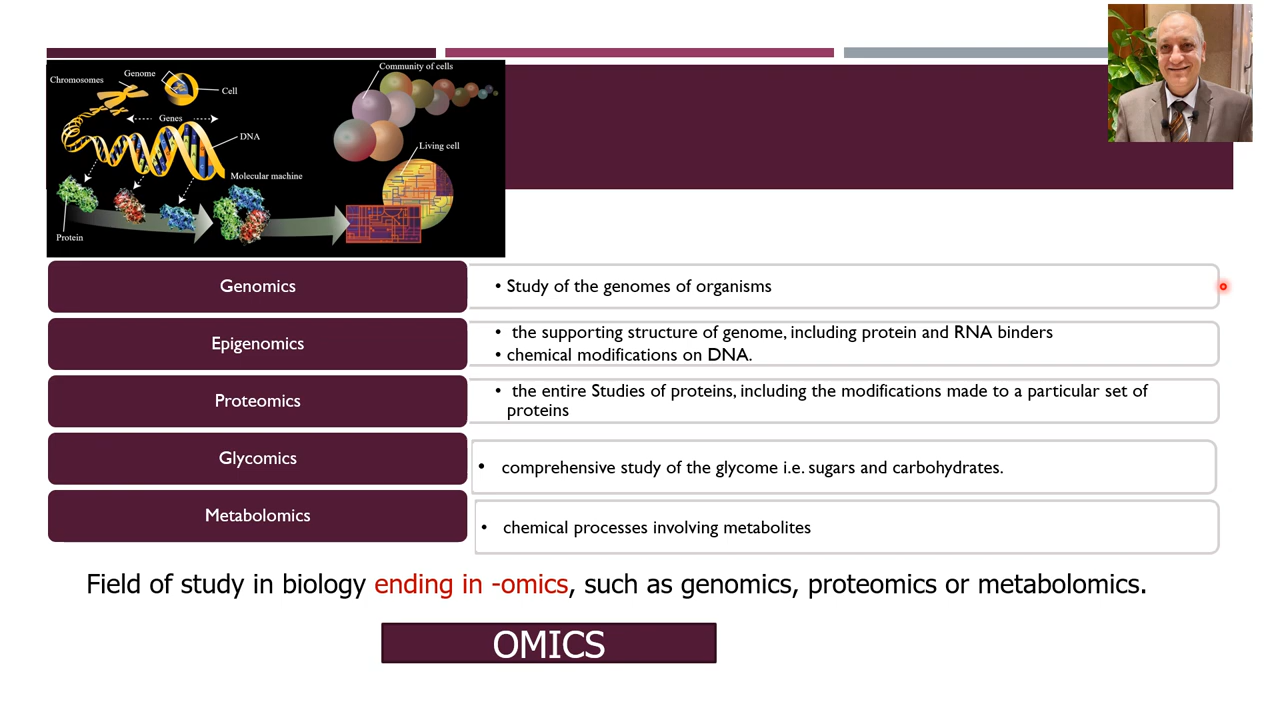 Community of cells
Genome
Chromosomes
Cell
Genes
DNA
Living cell
Molecular machine
Protein
Genomics
• Study of the genomes of organisms
Epigenomics
• the supporting structure of genome, including protein and RNA binders
• chemical modifications on DNA.
Proteomics
• the entire Studies of proteins, including the modifications made to a particular set of
proteins
Glycomics
• comprehensive study of the glycome i.e. sugars and carbohydrates.
Metabolomics
• chemical processes involving metabolites
Field of study in biology ending in -omics, such as genomics, proteomics or metabolomics.
OMICS